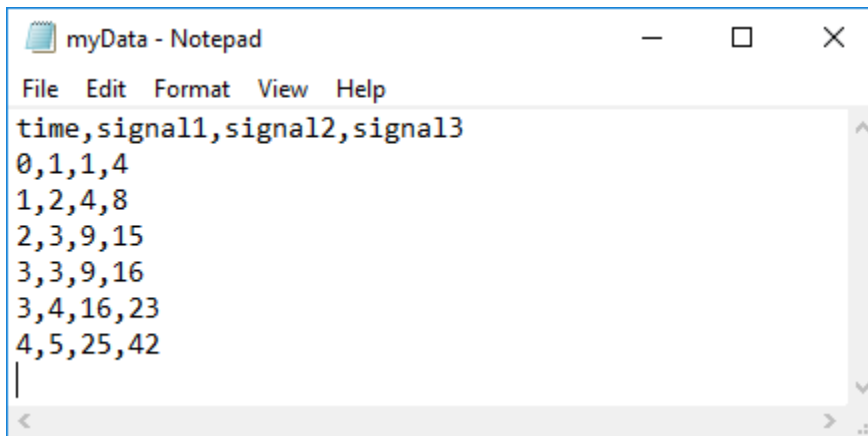 myData - Notepad
File Edit Format View Help
time,signal1,signal2,signal3
0,1,1,4
1,2,4,8
2,3,9,15
3,3,9,16
3,4,16,23
4,5,25,42